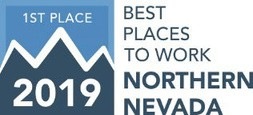 1ST PLACE
2019
BEST
PLACES
TO WORK
NORTHERN
NEVADA